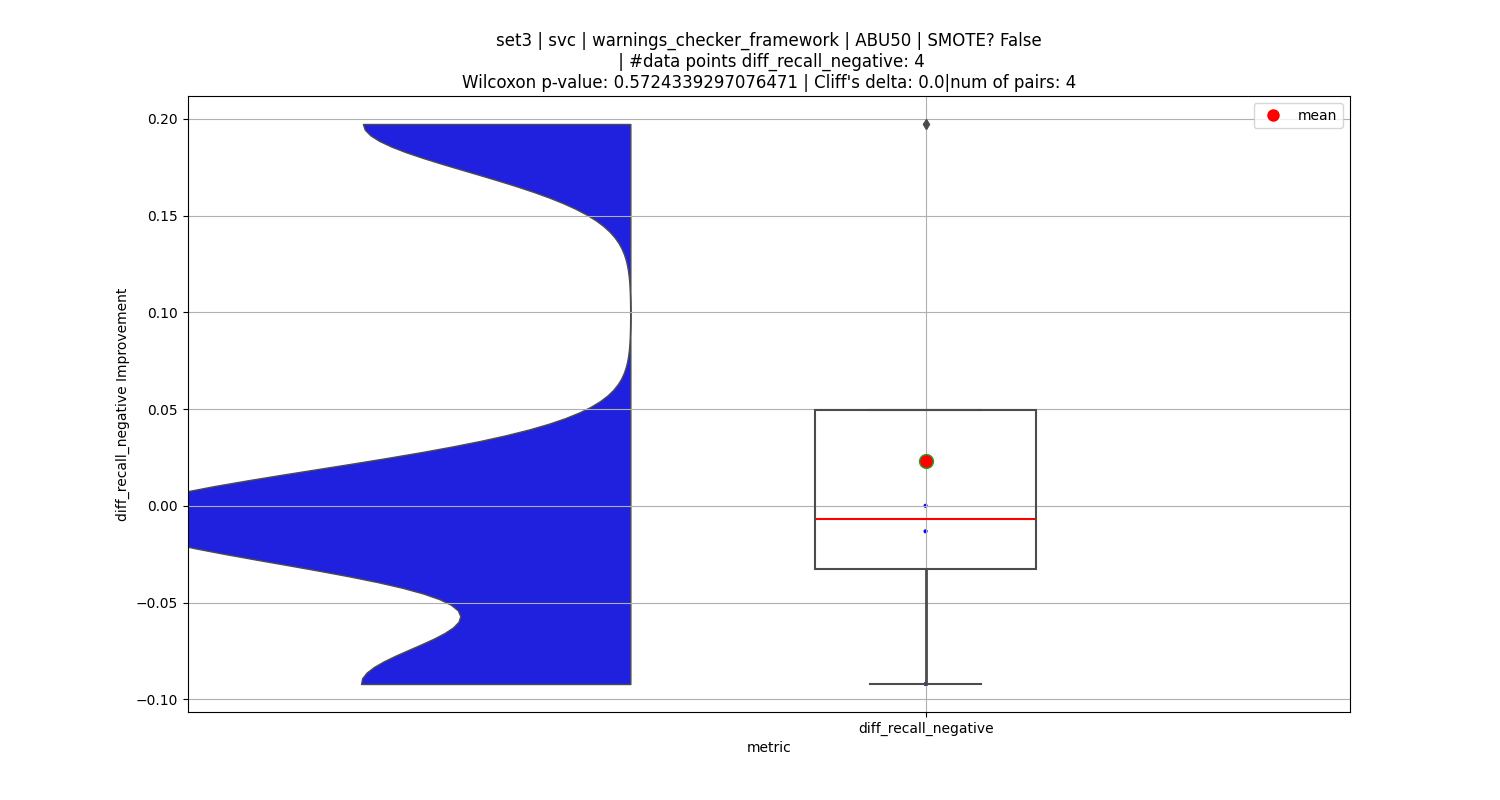 set3 | svc | warnings_checker_framework | ABU50 | SMOTE? False
| #data points diff_recall_negative: 4
Wilcoxon p-value: 0.5724339297076471 | Cliff's delta: 0.0|num of pairs: 4
mean
0.20
0.15
0.10
0.05
0.00
−0.05
−0.10
diff_recall_negative Improvement
diff_recall_negative
metric